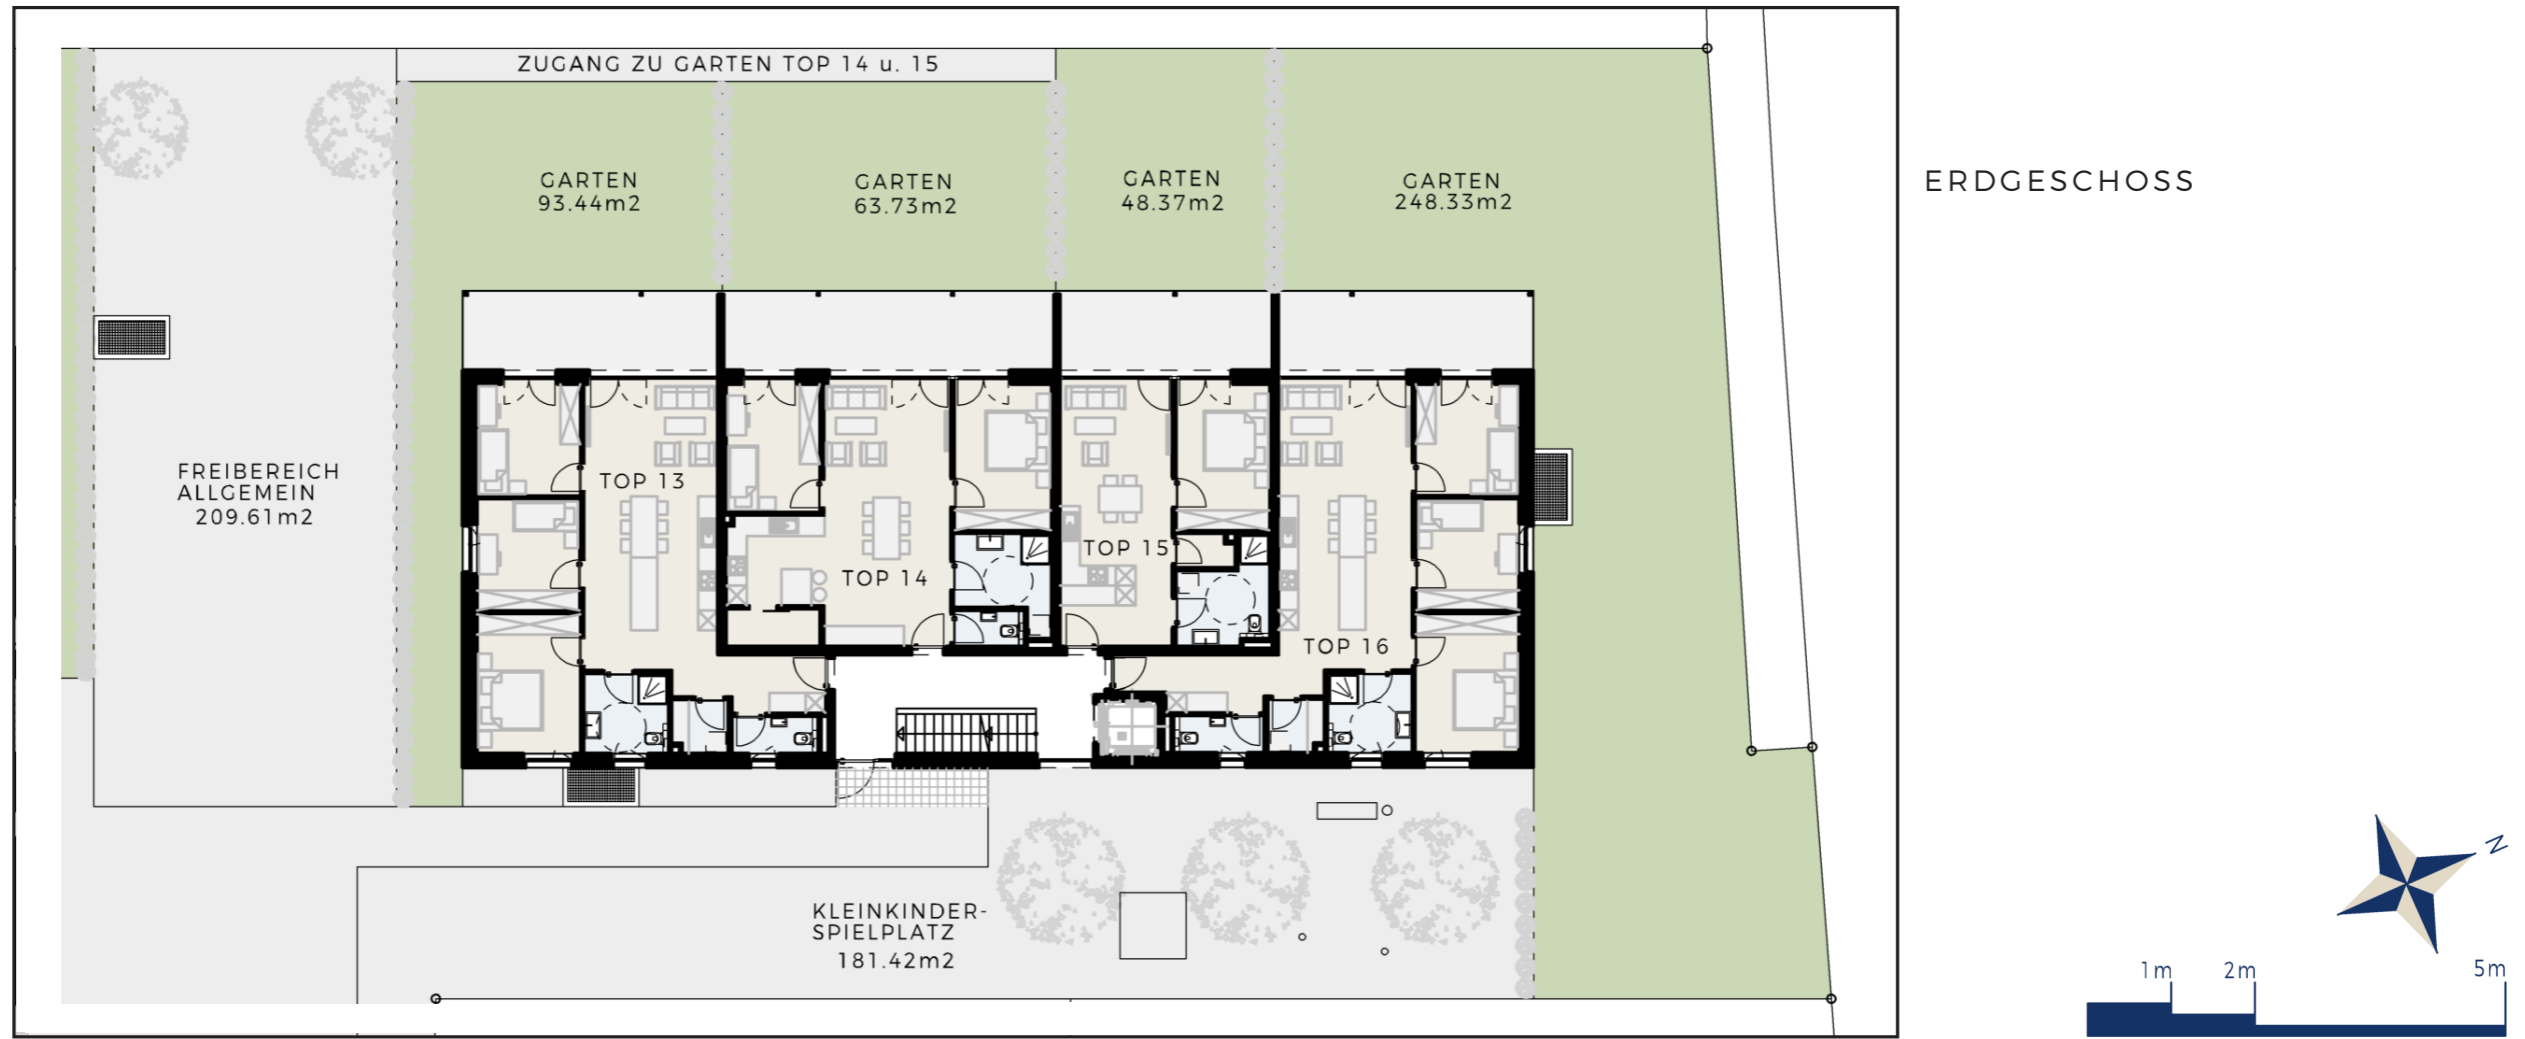 ZUGANG ZU GARTEN TOP 14 u. 15
GARTEN
93.44m2
GARTEN
63.73m2
GARTEN
48.37m2
GARTEN
248.33m2
ERDGESCHOSS
FREIBEREICH
ALLGEMEIN
209.61m2
TOP 13
TOP 14
TOP 15
TOP 16
KLEINKINDER-
SPIELPLATZ
181.42m2
N
1m
2m
5m